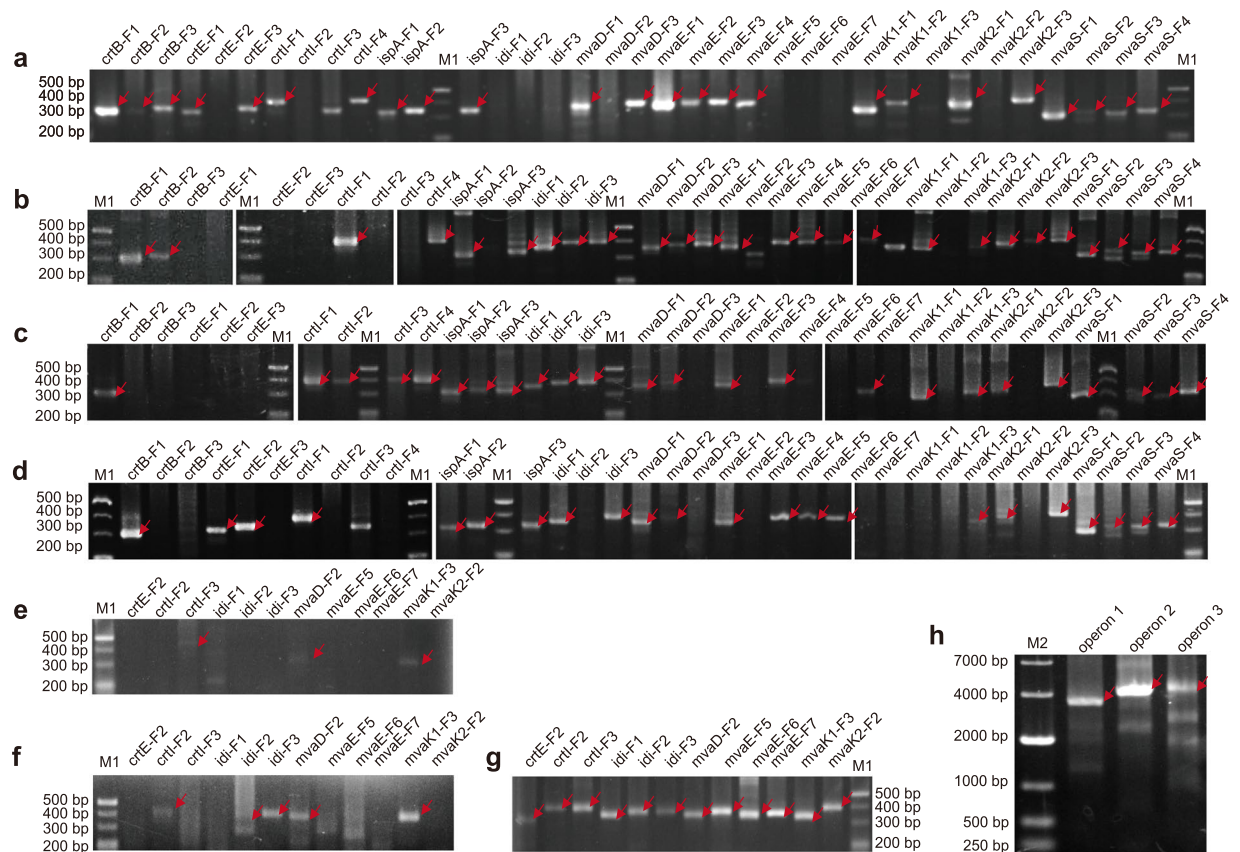 a
crtB-F1 crtB-F2 crtB-F3 crtE-F1 crtE-F2 crtE-F3 crtI-F1 crtI-F2 crtI-F3 crtI-F4 ispA-F1 ispA-F2 M1 ispA-F3 idi-F1 idi-F2 idi-F3 mvaD-F1 mvaD-F2 mvaD-F3 mvaE-F1 mvaE-F2 mvaE-F3 mvaE-F4 mvaE-F5 mvaE-F6 mvaE-F7 mvaK1-F1 mvaK1-F2 mvaK1-F3 mvaK2-F1 mvaK2-F2 mvaK2-F3 mvaS-F1 mvaS-F2 mvaS-F3 mvaS-F4 M1
500 bp
400 bp
300 bp
200 bp
b
M1 crtB-F1 crtB-F2 crtB-F3 crtE-F1 crtE-F2 crtE-F3 crtI-F1 crtI-F2 crtI-F3 crtI-F4 ispA-F1 ispA-F2 ispA-F3 idi-F1 idi-F2 idi-F3 M1 mvaD-F1 mvaD-F2 mvaD-F3 mvaE-F1 mvaE-F2 mvaE-F3 mvaE-F4 mvaE-F5 mvaE-F6 mvaE-F7 mvaK1-F1 mvaK1-F2 mvaK1-F3 mvaK2-F1 mvaK2-F2 mvaK2-F3 mvaS-F1 mvaS-F2 mvaS-F3 mvaS-F4 M1
500 bp
400 bp
300 bp
200 bp
c
crtB-F1 crtB-F2 crtB-F3 crtE-F1 crtE-F2 crtE-F3 M1 crtI-F1 crtI-F2 M1 crtI-F3 crtI-F4 ispA-F1 ispA-F2 ispA-F3 idi-F1 idi-F2 idi-F3 M1 mvaD-F1 mvaD-F2 mvaD-F3 mvaE-F1 mvaE-F2 mvaE-F3 mvaE-F4 mvaE-F5 mvaE-F6 mvaE-F7 mvaK1-F1 mvaK1-F2 mvaK1-F3 mvaK2-F1 mvaK2-F2 mvaK2-F3 mvaS-F1 M1 mvaS-F2 mvaS-F3 mvaS-F4
500 bp
400 bp
300 bp
200 bp
d
M1 crtB-F1 crtB-F2 crtB-F3 crtE-F1 crtE-F2 crtE-F3 crtI-F1 crtI-F2 crtI-F3 crtI-F4 M1 ispA-F1 ispA-F2 M1 ispA-F3 idi-F1 idi-F2 idi-F3 mvaD-F1 mvaD-F2 mvaD-F3 mvaE-F1 mvaE-F2 mvaE-F3 mvaE-F4 mvaE-F5 mvaE-F6 mvaE-F7 mvaK1-F1 mvaK1-F2 mvaK1-F3 mvaK2-F1 mvaK2-F2 mvaK2-F3 mvaS-F1 mvaS-F2 mvaS-F3 mvaS-F4 M1
500 bp
400 bp
300 bp
200 bp
e
M1 crtE-F2 crtI-F2 crtI-F3 idi-F1 idi-F2 idi-F3 mvaD-F2 mvaE-F5 mvaE-F6 mvaE-F7 mvaK1-F3 mvaK2-F2
500 bp
400 bp
300 bp
200 bp
f
M1 crtE-F2 crtI-F2 crtI-F3 idi-F1 idi-F2 idi-F3 mvaD-F2 mvaE-F5 mvaE-F6 mvaE-F7 mvaK1-F3 mvaK2-F2
500 bp
400 bp
300 bp
200 bp
g
crtE-F2 crtI-F2 crtI-F3 idi-F1 idi-F2 idi-F3 mvaD-F2 mvaE-F5 mvaE-F6 mvaE-F7 mvaK1-F3 mvaK2-F2 M1
500 bp
400 bp
300 bp
200 bp
h
M2 operon 1 operon 2 operon 3
7000 bp
4000 bp
2000 bp
1000 bp
500 bp
250 bp